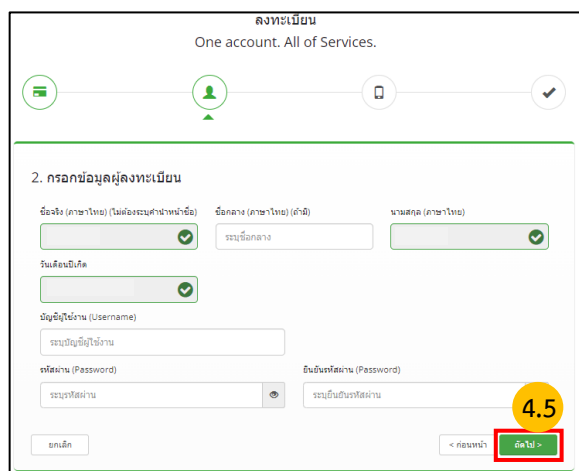 ลงทะเบียน
One account. All of Services.
2. กรอกข้อมูลผู้ลงทะเบียน
ชื่อจริง (ภาษาไทย) (ไม่ต้องระบุคำนำหน้าชื่อ) ชื่อกลาง (ภาษาไทย) (ถ้ามี) นามสกุล (ภาษาไทย)
ระบุชื่อกลาง
วันเดือนปีเกิด
บัญชีผู้ใช้งาน (Username)
ระบุบัญชีผู้ใช้งาน
รหัสผ่าน (Password) ยืนยันรหัสผ่าน (Password)
ระบุรหัสผ่าน ระบุยืนยันรหัสผ่าน
4.5
ยกเลิก < ก่อนหน้า ถัดไป >